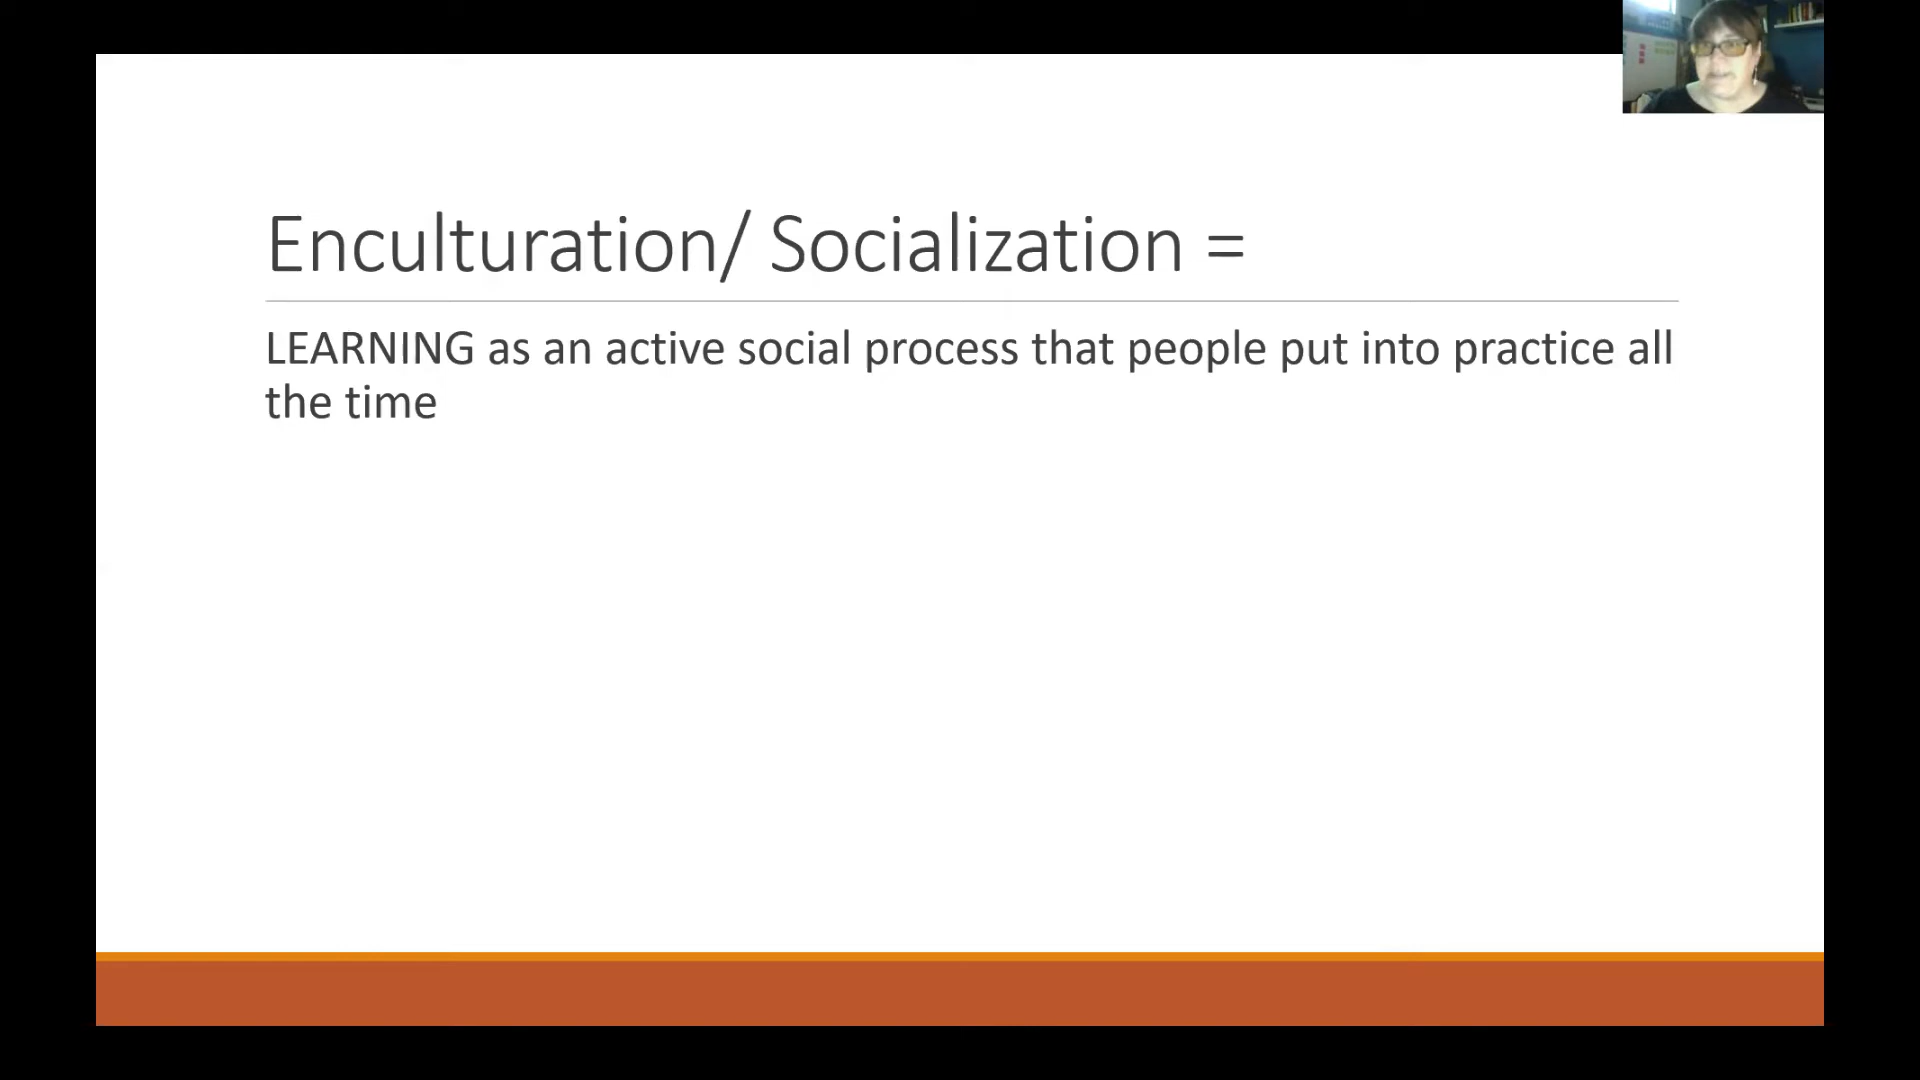 Enculturation/ Socialization =
LEARNING as an active social process that people put into practice all
the time